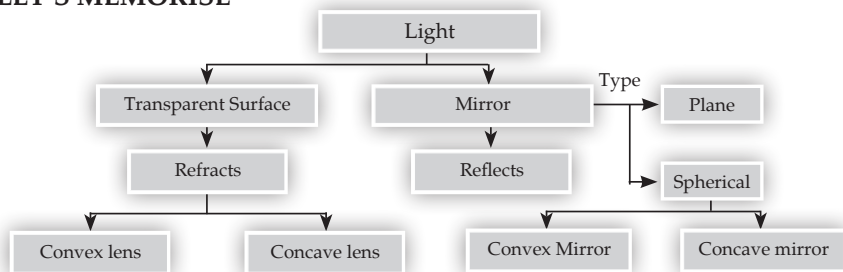 LET'S MEMORISE
Light
Type
Transparent Surface
Mirror
Plane
Refracts
Reflects
Spherical
Convex lens
Concave lens
Convex Mirror
Concave mirror